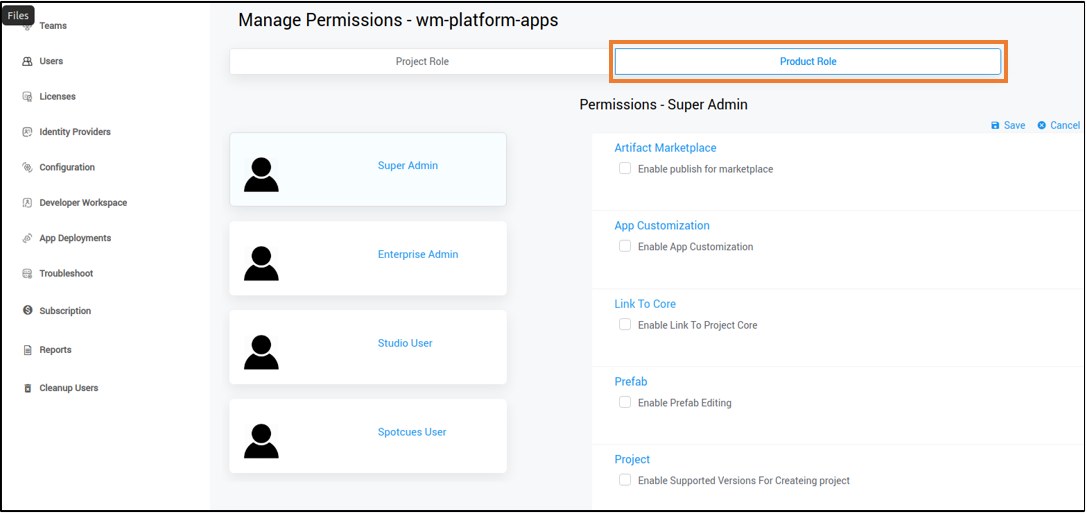 Files
Teams
Users
Licenses
Identity Providers
Configuration
Developer Workspace
App Deployments
Troubleshoot
Subscription
Reports
Cleanup Users
Manage Permissions - wm-platform-apps
Project Role
Product Role
Permissions - Super Admin
Save Cancel
Super Admin
Enterprise Admin
Studio User
Spotcues User
Artifact Marketplace
Enable publish for marketplace
App Customization
Enable App Customization
Link To Core
Enable Link To Project Core
Prefab
Enable Prefab Editing
Project
Enable Supported Versions For Createing project